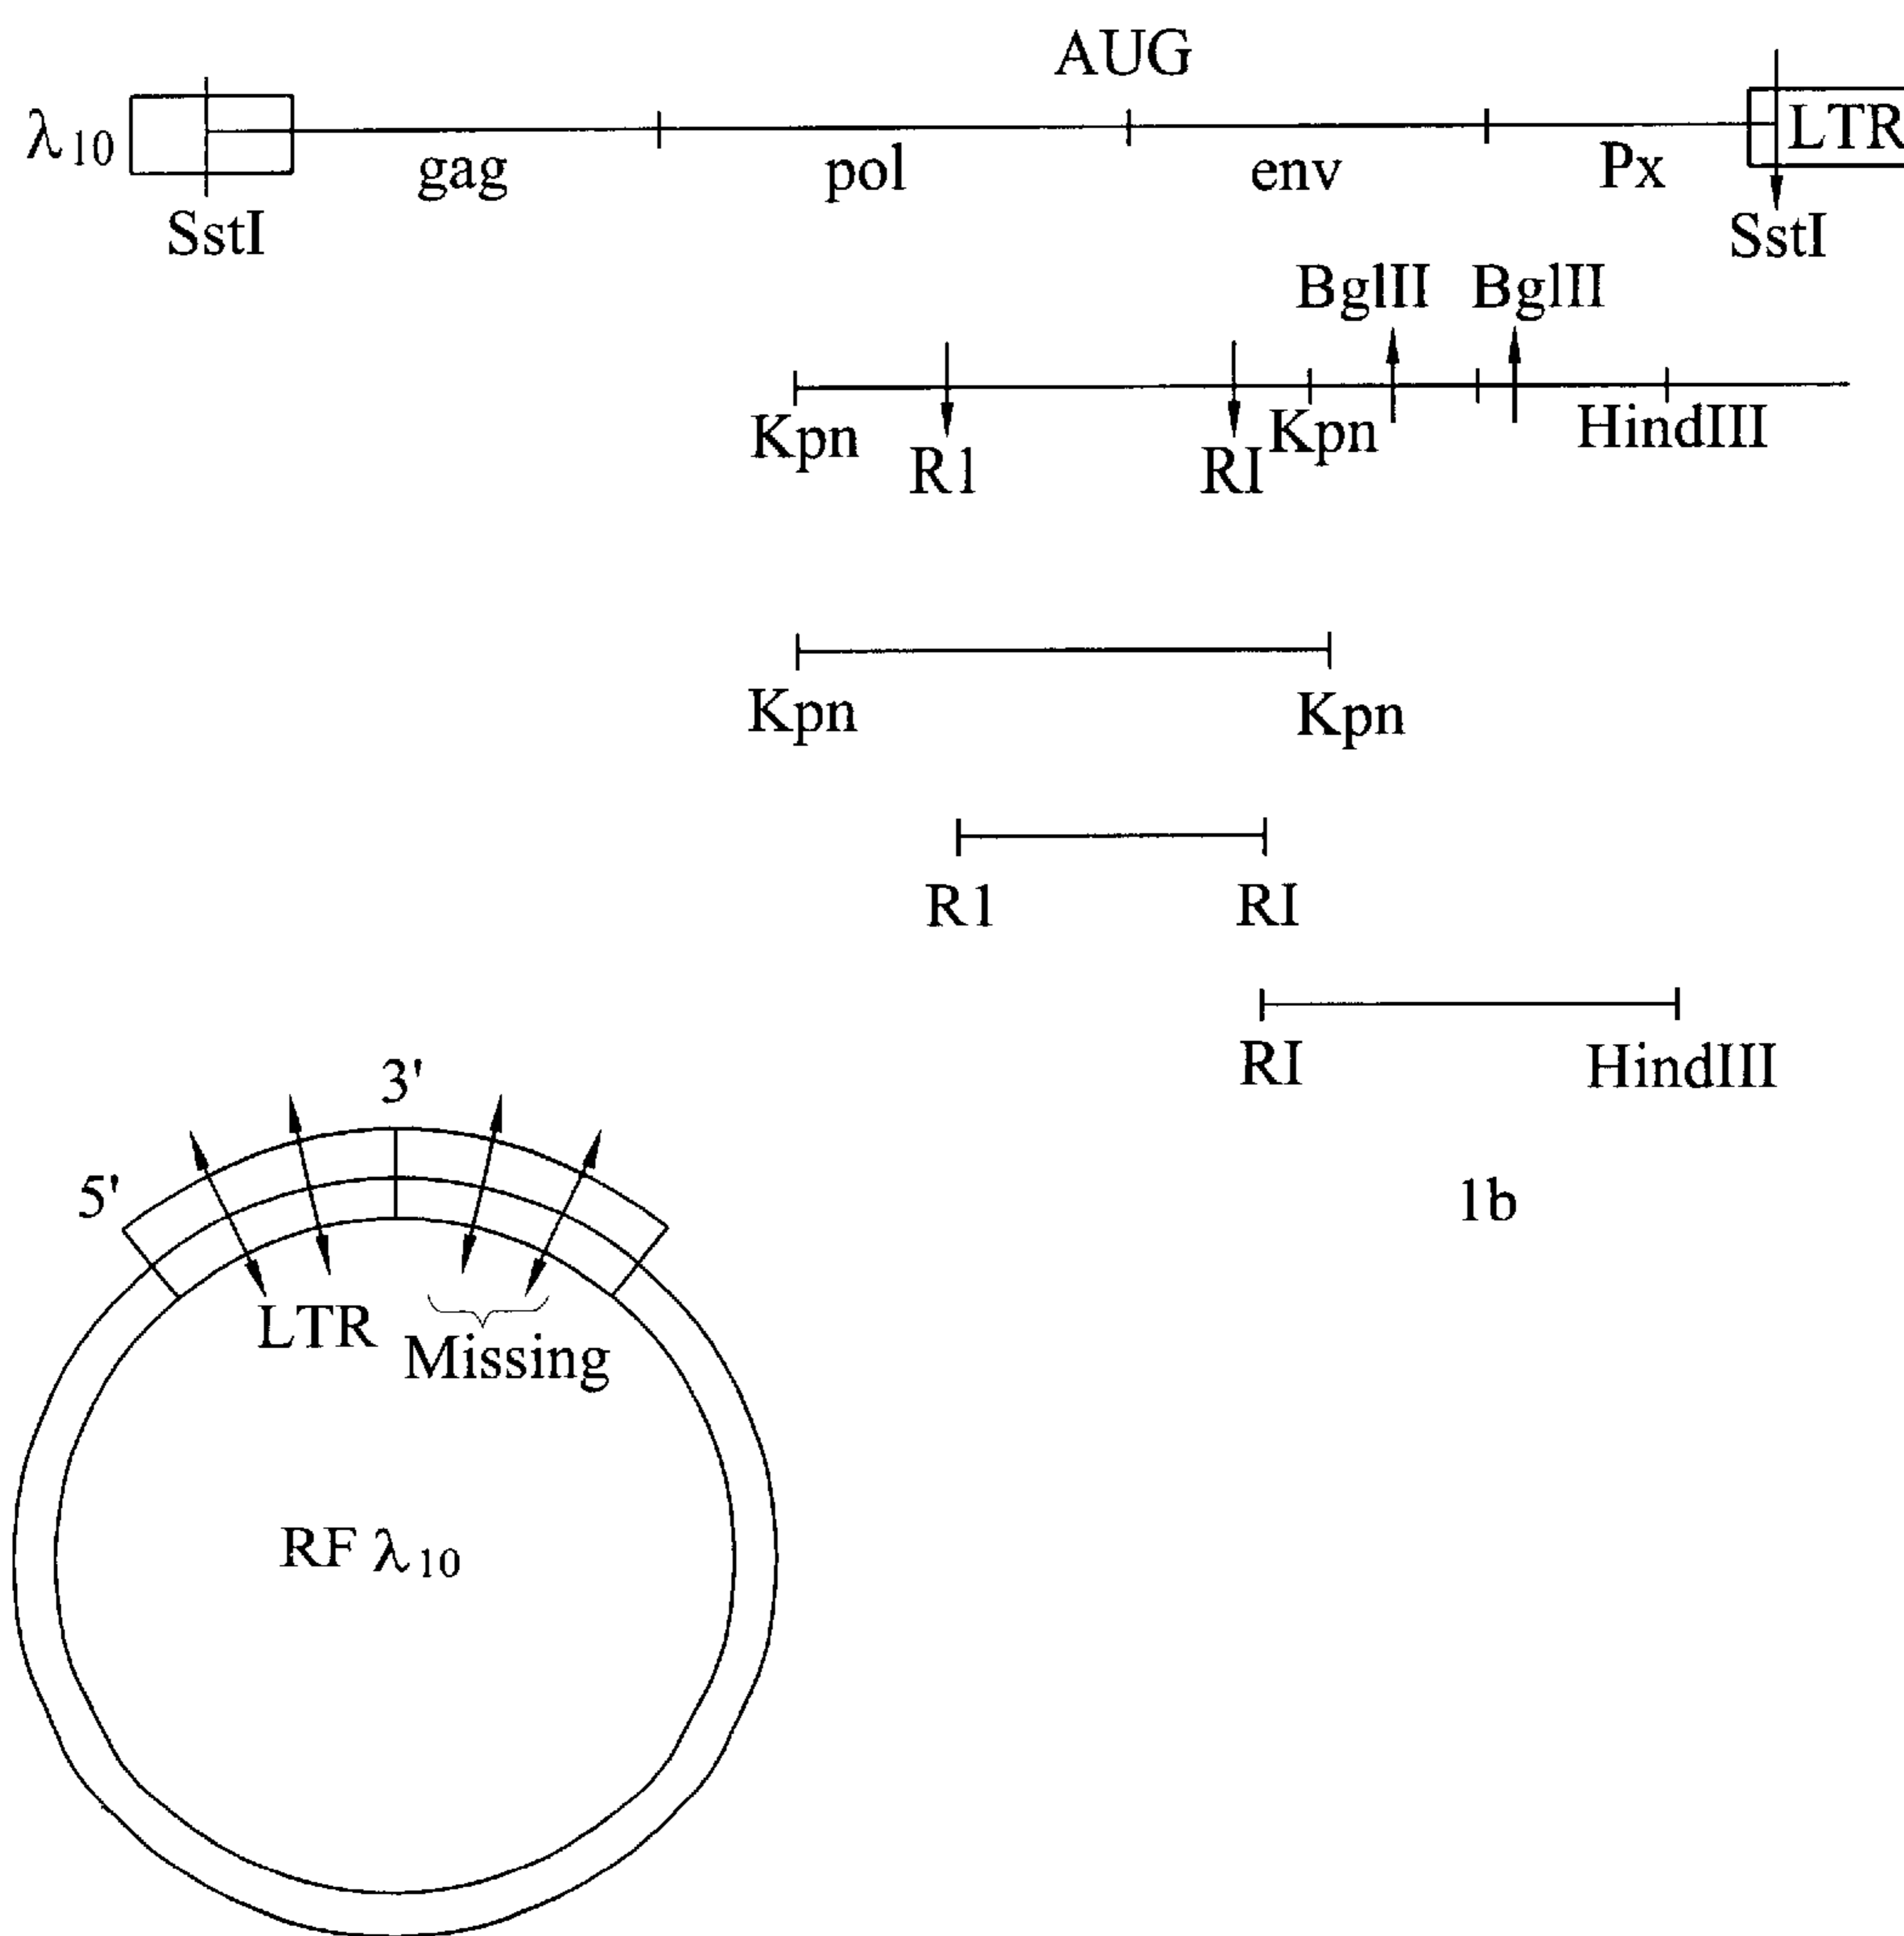 AUG
λ10 LTR
gag pol env Px
SstI SstI
BglII BglII
Kpn R1 RI Kpn HindIII
Kpn Kpn
R1 RI
RI HindIII
3'
5'
1b
LTR Missing
RF λ10